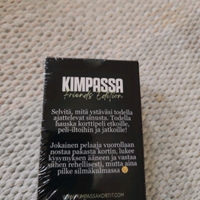 KIMPASSA
Friends Edition
Selvitä, mitä ystäväsi todella
ajattelevat sinusta. Todella
hauska korttipeli etkoille,
peli-iltoihin ja jatkoille!
Jokainen pelaaja vuorollaan
nostaa pakasta kortin, lukee
kysymyksen ääneen ja vastaa
siihen rehellisesti, mutta aina
pilke silmäkulmassa